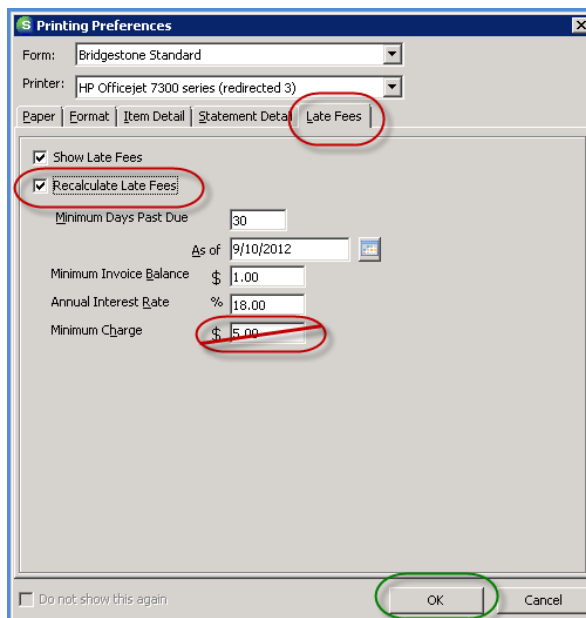 S Printing Preferences
Form: Bridgestone Standard
Printer: HP Officejet 7300 series (redirected 3)
Paper Format Item Detail Statement Detail Late Fees
Show Late Fees
Recalculate Late Fees
Minimum Days Past Due 30
As of 9/10/2012
Minimum Invoice Balance $ 1.00
Annual Interest Rate % 18.00
Minimum Charge $ 5.00
Do not show this again OK Cancel